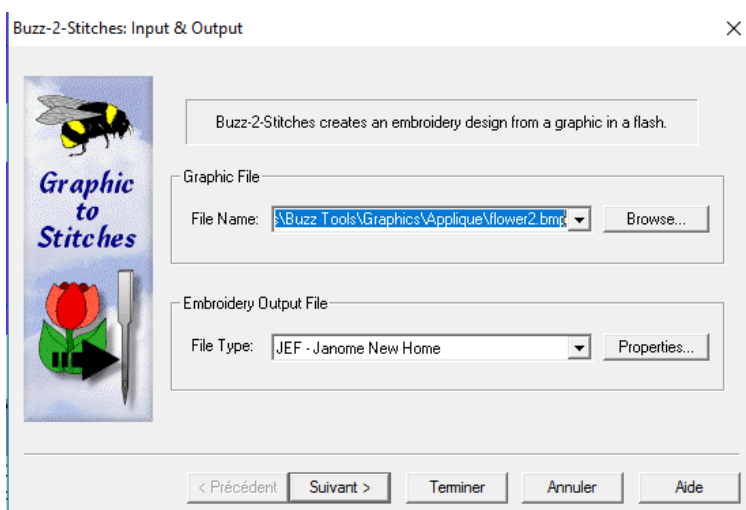 Buzz-2-Stitches: Input & Output
Graphic
to
Stitches
Buzz-2-Stitches creates an embroidery design from a graphic in a flash.
Graphic File
File Name: \Buzz Tools\Graphics\Applique\flower2.bmp Browse...
Embroidery Output File
File Type: JEF - Janome New Home Properties...
< Précédent Suivant > Terminer Annuler Aide